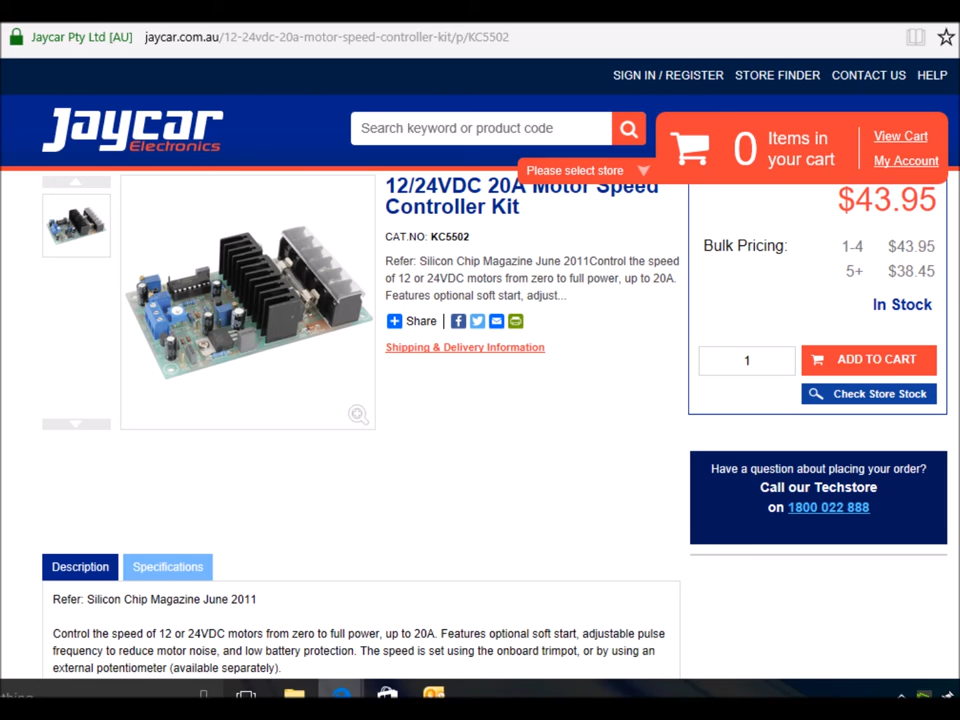 Jaycar Pty Ltd [AU] jaycar.com.au/12-24vdc-20a-motor-speed-controller-kit/p/KC5502
SIGN IN / REGISTER STORE FINDER CONTACT US HELP
Jaycar
Electronics
Search keyword or product code
0 Items in your cart
View Cart
My Account
Please select store
12/24VDC 20A Motor Speed
Controller Kit
CAT.NO: KC5502
Refer: Silicon Chip Magazine June 2011Control the speed
of 12 or 24VDC motors from zero to full power, up to 20A.
Features optional soft start, adjust...
Share
Shipping & Delivery Information
$43.95
Bulk Pricing: 1-4 $43.95
5+ $38.45
In Stock
1 ADD TO CART
Check Store Stock
Have a question about placing your order?
Call our Techstore
on 1800 022 888
Description Specifications
Refer: Silicon Chip Magazine June 2011
Control the speed of 12 or 24VDC motors from zero to full power, up to 20A. Features optional soft start, adjustable pulse
frequency to reduce motor noise, and low battery protection. The speed is set using the onboard trimpot, or by using an
external potentiometer (available separately).